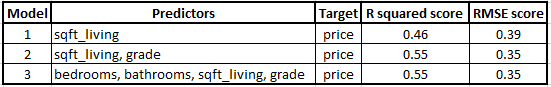 Model Predictors Target R squared score RMSE score
1 sqft_living price 0.46 0.39
2 sqft_living, grade price 0.55 0.35
3 bedrooms, bathrooms, sqft_living, grade price 0.55 0.35